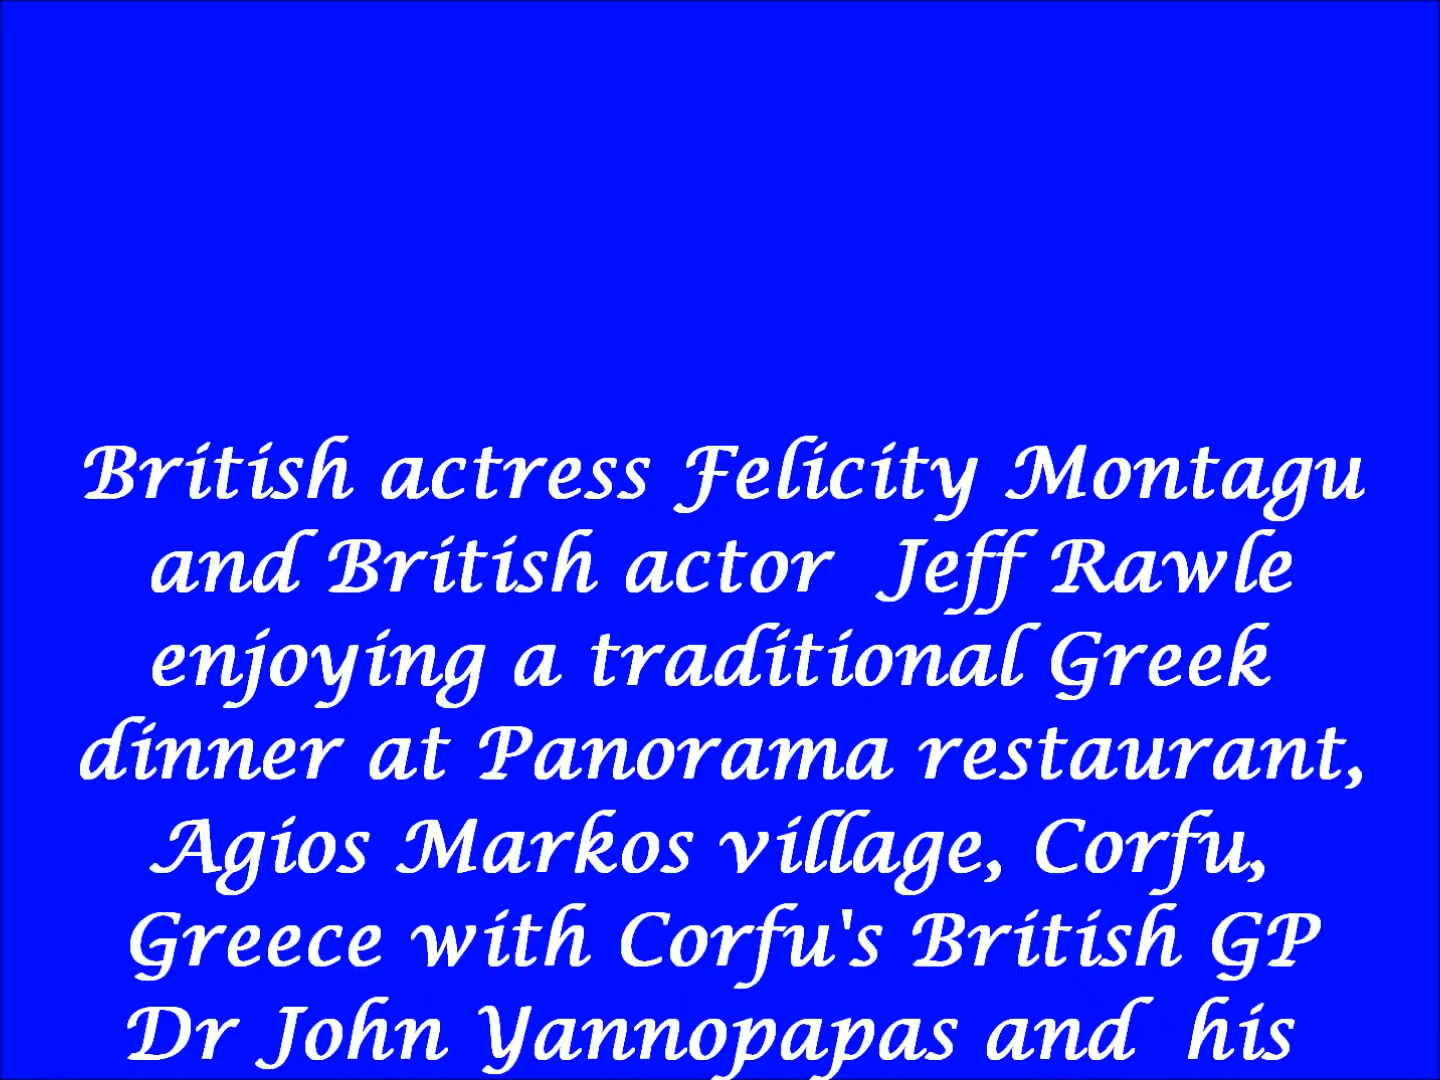 British actress Felicity Montagu
and British actor  Jeff Rawle
enjoying a traditional Greek
dinner at Panorama restaurant,
Agios Markos village, Corfu,
Greece with Corfu's British GP
Dr John Yannopapas and  his